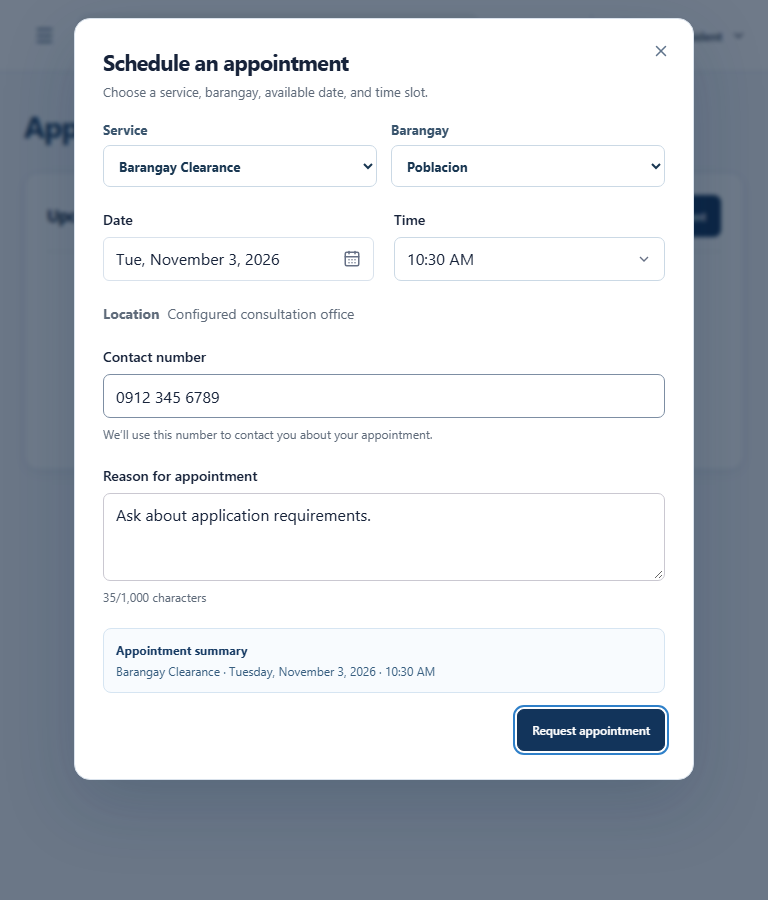 Schedule an appointment
Choose a service, barangay, available date, and time slot.
Service
Barangay
Barangay Clearance
Poblacion
Date
Time
Tue, November 3, 2026
10:30 AM
Location Configured consultation office
Contact number
0912 345 6789
We'll use this number to contact you about your appointment.
Reason for appointment
Ask about application requirements.
35/1,000 characters
Appointment summary
Barangay Clearance · Tuesday, November 3, 2026 · 10:30 AM
Request appointment